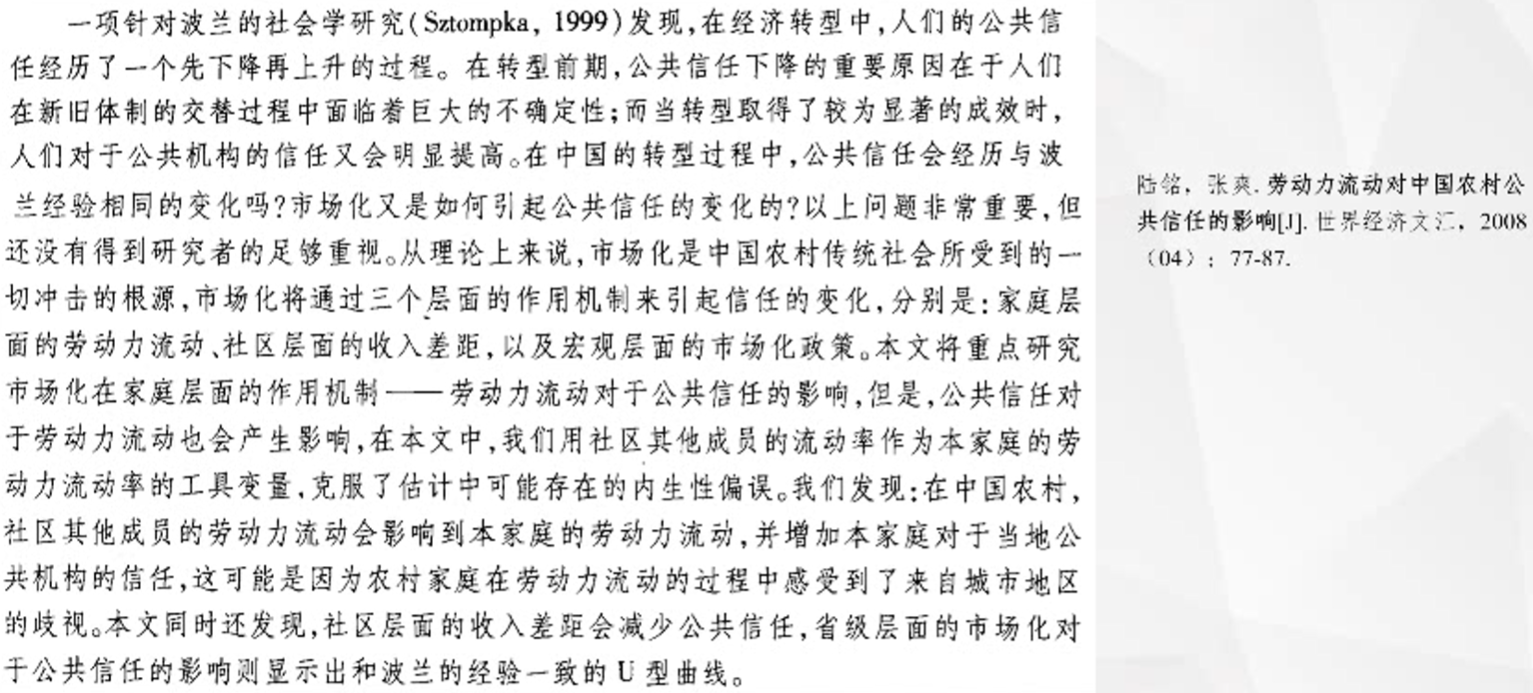 一项针对波兰的社会学研究(Sztompka, 1999)发现,在经济转型中,人们的公共信
任经历了一个先下降再上升的过程。在转型前期,公共信任下降的重要原因在于人们
在新旧体制的交替过程中面临着巨大的不确定性;而当转型取得了较为显著的成效时,
人们对于公共机构的信任又会明显提高。在中国的转型过程中,公共信任会经历与波
兰经验相同的变化吗?市场化又是如何引起公共信任的变化的?以上问题非常重要,但
还没有得到研究者的足够重视。从理论上来说,市场化是中国农村传统社会所受到的一
切冲击的根源,市场化将通过三个层面的作用机制来引起信任的变化,分别是:家庭层
面的劳动力流动、社区层面的收入差距,以及宏观层面的市场化政策。本文将重点研究
市场化在家庭层面的作用机制——劳动力流动对于公共信任的影响,但是,公共信任对
于劳动力流动也会产生影响,在本文中,我们用社区其他成员的流动率作为本家庭的劳
动力流动率的工具变量,克服了估计中可能存在的内生性偏误。我们发现:在中国农村,
社区其他成员的劳动力流动会影响到本家庭的劳动力流动,并增加本家庭对于当地公
共机构的信任,这可能是因为农村家庭在劳动力流动的过程中感受到了来自城市地区
的歧视。本文同时还发现,社区层面的收入差距会减少公共信任,省级层面的市场化对
于公共信任的影响则显示出和波兰的经验一致的 U 型曲线。
陆铭，张爽.劳动力流动对中国农村公
共信任的影响[J].世界经济文汇，2008
（04）：77-87.